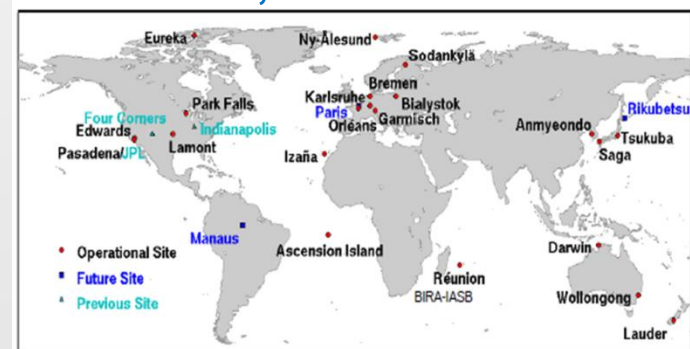 Eureka
Ny-Ålesund
Sodankylä
Bremen
Karlsruhe
Bialystok
Paris
Garmisch
Orléans
Park Falls
Four Corners
Indianapolis
Edwards
Lamont
Pasadena/JPL
Izaña
Rikubetsu
Anmyeondo
Tsukuba
Saga
Manaus
Ascension Island
Réunion
BIRA-IASB
Darwin
Wollongong
Lauder
Operational Site
Future Site
Previous Site